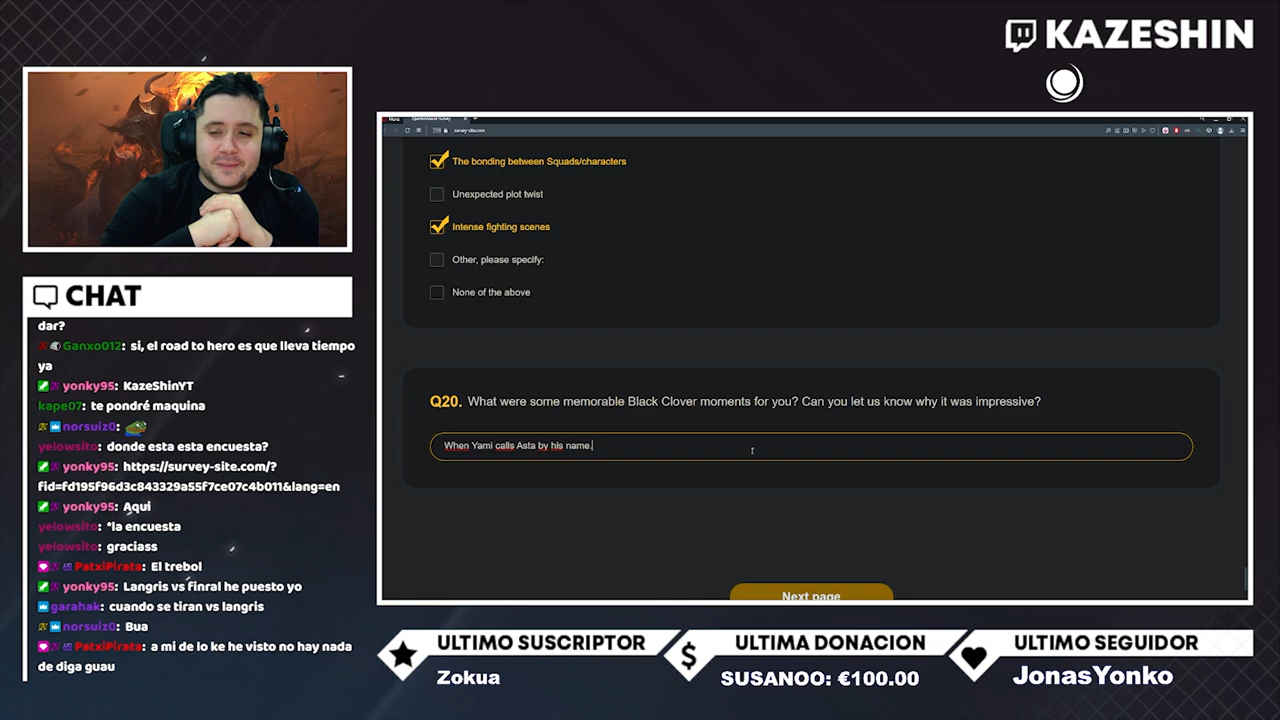 KAZESHIN
survey-site.com
The bonding between Squads/characters
Unexpected plot twist
Intense fighting scenes
Other, please specify:
None of the above
Q20. What were some memorable Black Clover moments for you? Can you let us know why it was impressive?
When Yami calls Asta by his name.
Next page
CHAT
dar?
Ganxo012: si, el road to hero es que lleva tiempo
ya
yonky95: KazeShinYT
kape07: te pondré maquina
norsuiz0:
yelowsito: donde esta esta encuesta?
yonky95: https://survey-site.com/?
fid=fd195f96d3c843329a55f7ce07c4b011&lang=en
yonky95: Aqui
yelowsito: *la encuesta
yelowsito: graciass
PatxiPirata: El trebol
yonky95: Langris vs finral he puesto yo
garahak: cuando se tiran vs langris
norsuiz0: Bua
PatxiPirata: a mi de lo ke he visto no hay nada
de diga guau
ULTIMO SUSCRIPTOR
Zokua
ULTIMA DONACION
SUSANOO: €100.00
ULTIMO SEGUIDOR
JonasYonko